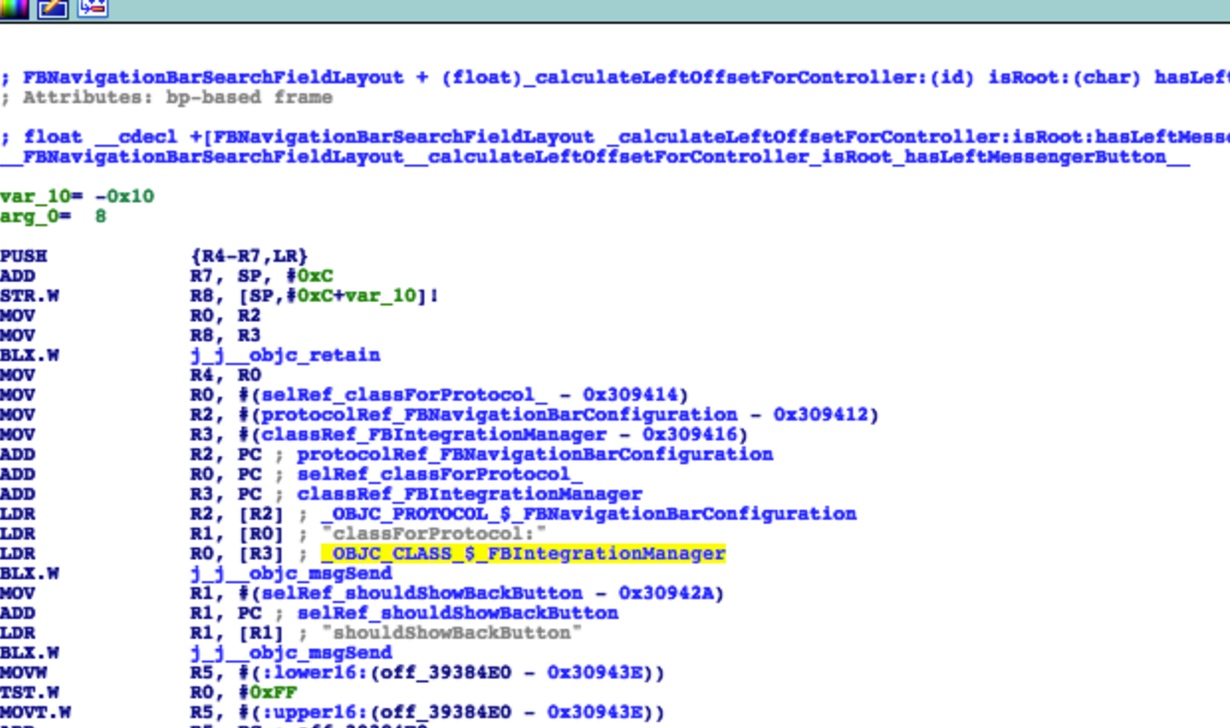 ; FBNavigationBarSearchFieldLayout + (float)_calculateLeftOffsetForController:(id) isRoot:(char) hasLeft
; Attributes: bp-based frame
; float __cdecl +[FBNavigationBarSearchFieldLayout _calculateLeftOffsetForController:isRoot:hasLeftMesse
__FBNavigationBarSearchFieldLayout__calculateLeftOffsetForController_isRoot_hasLeftMessengerButton__
var_10= -0x10
arg_0= 8
PUSH {R4-R7,LR}
ADD R7, SP, #0xC
STR.W R8, [SP,#0xC+var_10]!
MOV R0, R2
MOV R8, R3
BLX.W j_j__objc_retain
MOV R4, R0
MOV R0, #(selRef_classForProtocol_ - 0x309414)
MOV R2, #(protocolRef_FBNavigationBarConfiguration - 0x309412)
MOV R3, #(classRef_FBIntegrationManager - 0x309416)
ADD R2, PC ; protocolRef_FBNavigationBarConfiguration
ADD R0, PC ; selRef_classForProtocol_
ADD R3, PC ; classRef_FBIntegrationManager
LDR R2, [R2] ; _OBJC_PROTOCOL_$_FBNavigationBarConfiguration
LDR R1, [R0] ; "classForProtocol:"
LDR R0, [R3] ; _OBJC_CLASS_$_FBIntegrationManager
BLX.W j_j__objc_msgSend
MOV R1, #(selRef_shouldShowBackButton - 0x30942A)
ADD R1, PC ; selRef_shouldShowBackButton
LDR R1, [R1] ; "shouldShowBackButton"
BLX.W j_j__objc_msgSend
MOVW R5, #(:lower16:(off_39384E0 - 0x30943E))
TST.W R0, #0xFF
MOVT.W R5, #(:upper16:(off_39384E0 - 0x30943E))